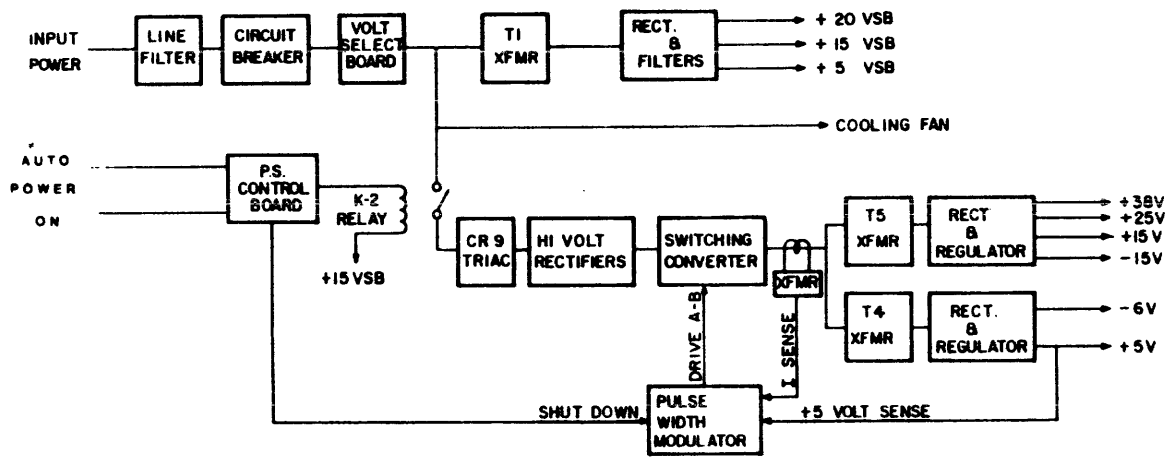 INPUT
POWER
LINE
FILTER
CIRCUIT
BREAKER
VOLT
SELECT
BOARD
T1
XFMR
RECT.
&
FILTERS
+ 20 VSB
+ 15 VSB
+ 5 VSB
COOLING FAN
AUTO
POWER
ON
P.S.
CONTROL
BOARD
K-2
RELAY
+15 VSB
CR 9
TRIAC
HI VOLT
RECTIFIERS
SWITCHING
CONVERTER
XFMR
T5
XFMR
RECT
&
REGULATOR
+38V
+25V
+15V
-15V
T4
XFMR
RECT.
&
REGULATOR
-6V
+5V
DRIVE A-B
I SENSE
SHUT DOWN
PULSE
WIDTH
MODULATOR
+5 VOLT SENSE